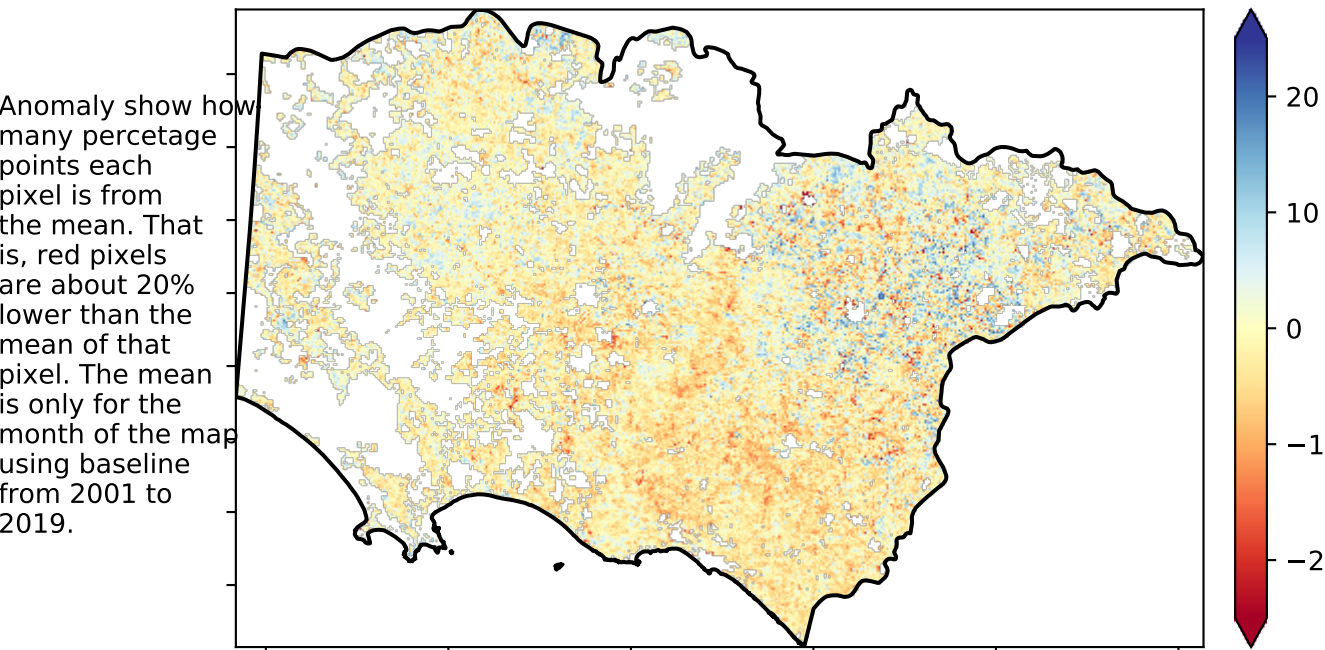 Anomaly show how
many percetage
points each
pixel is from
the mean. That
is, red pixels
are about 20%
lower than the
mean of that
pixel. The mean
is only for the
month of the map
using baseline
from 2001 to
2019.
20
10
0
−1
−2